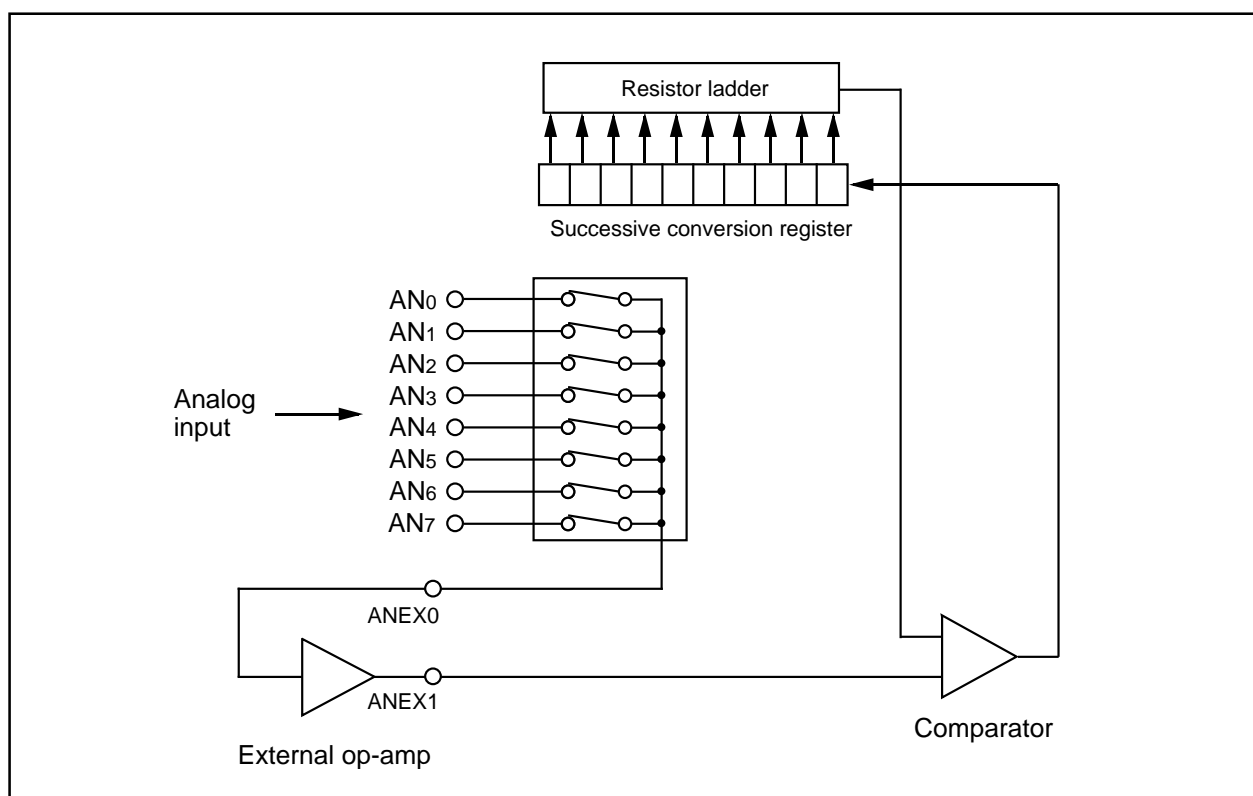 Resistor ladder
Successive conversion register
AN0
AN1
AN2
AN3
AN4
AN5
AN6
AN7
Analog
input
ANEX0
ANEX1
External op-amp
Comparator